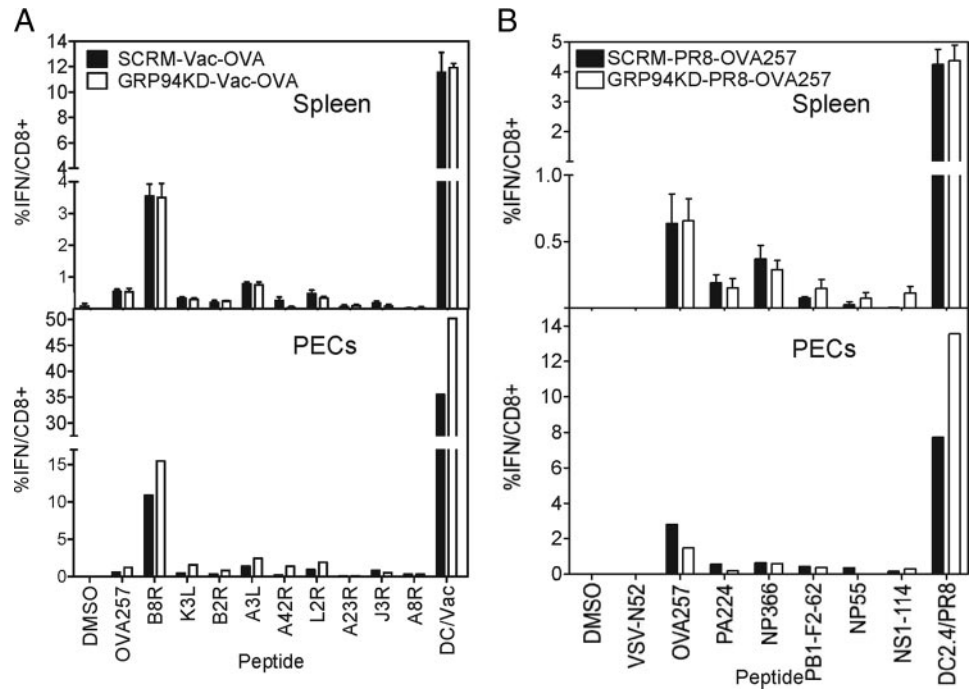 A
SCRM-Vac-OVA
GRP94KD-Vac-OVA
Spleen
%IFN/CD8+
14
12
10
8
6
4
4
3
2
1
PECs
%IFN/CD8+
50
45
40
35
30
15
10
5
0
DMSO
OVA257
B8R
K3L
B2R
A3L
A42R
L2R
A23R
J3R
A8R
DC/Vac
Peptide
B
SCRM-PR8-OVA257
GRP94KD-PR8-OVA257
Spleen
%IFN/CD8+
6
5
4
3
2
1.0
0.5
PECs
%IFN/CD8+
14
12
10
8
6
4
2
0
DMSO
VSV-N52
OVA257
PA224
NP366
PB1-F2-62
NP55
NS1-114
DC2.4/PR8
Peptide